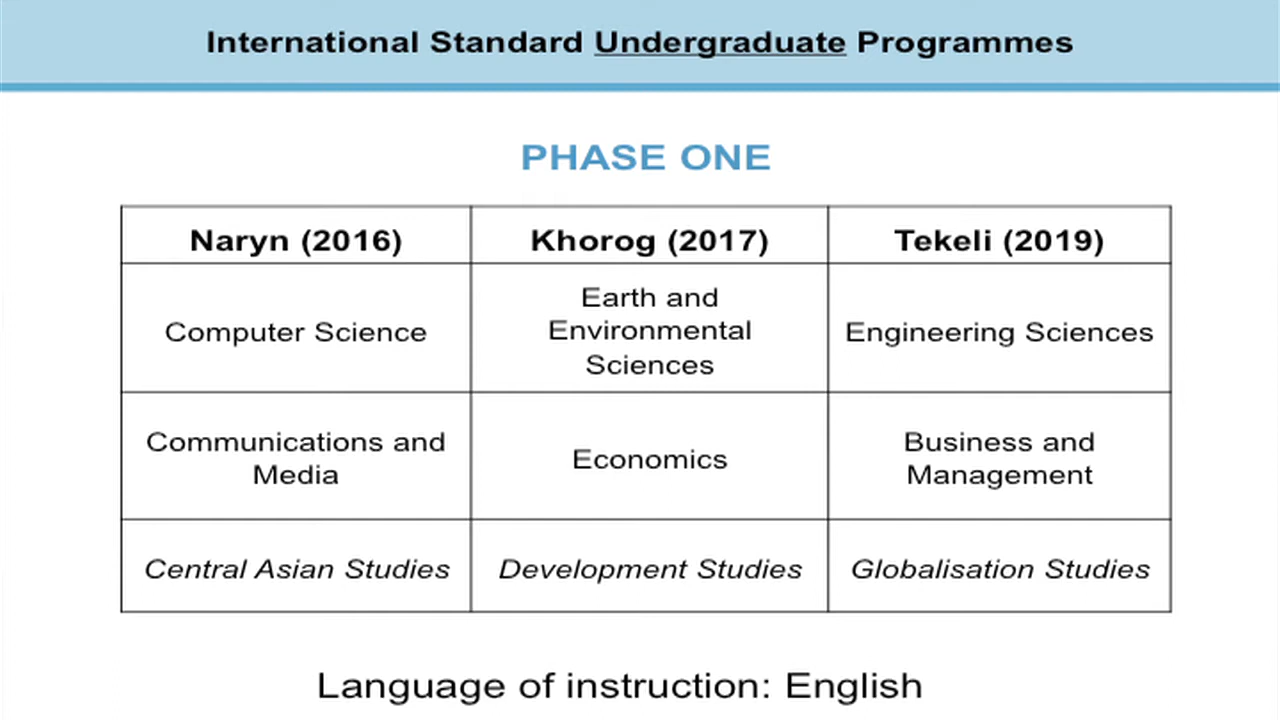 International Standard Undergraduate Programmes
PHASE ONE
Naryn (2016)
Khorog (2017)
Tekeli (2019)
Computer Science
Earth and
Environmental
Sciences
Engineering Sciences
Communications and
Media
Economics
Business and
Management
Central Asian Studies
Development Studies
Globalisation Studies
Language of instruction: English